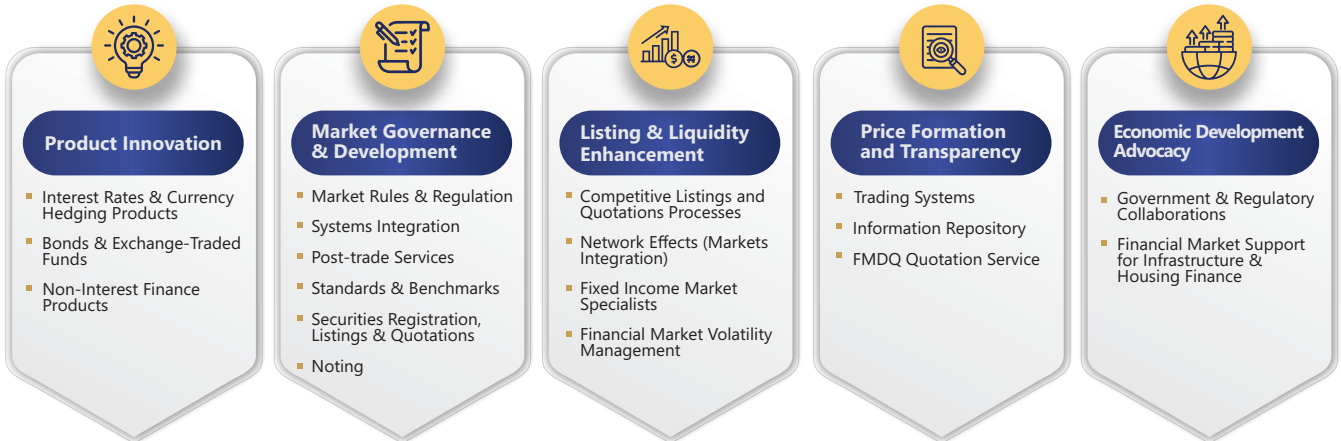 Product Innovation
Interest Rates & Currency
Hedging Products
Bonds & Exchange-Traded
Funds
Non-Interest Finance
Products
Market Governance
& Development
Market Rules & Regulation
Systems Integration
Post-trade Services
Standards & Benchmarks
Securities Registration,
Listings & Quotations
Noting
$ ₦
Listing & Liquidity
Enhancement
Competitive Listings and
Quotations Processes
Network Effects (Markets
Integration)
Fixed Income Market
Specialists
Financial Market Volatility
Management
Price Formation
and Transparency
Trading Systems
Information Repository
FMDQ Quotation Service
Economic Development
Advocacy
Government & Regulatory
Collaborations
Financial Market Support
for Infrastructure &
Housing Finance